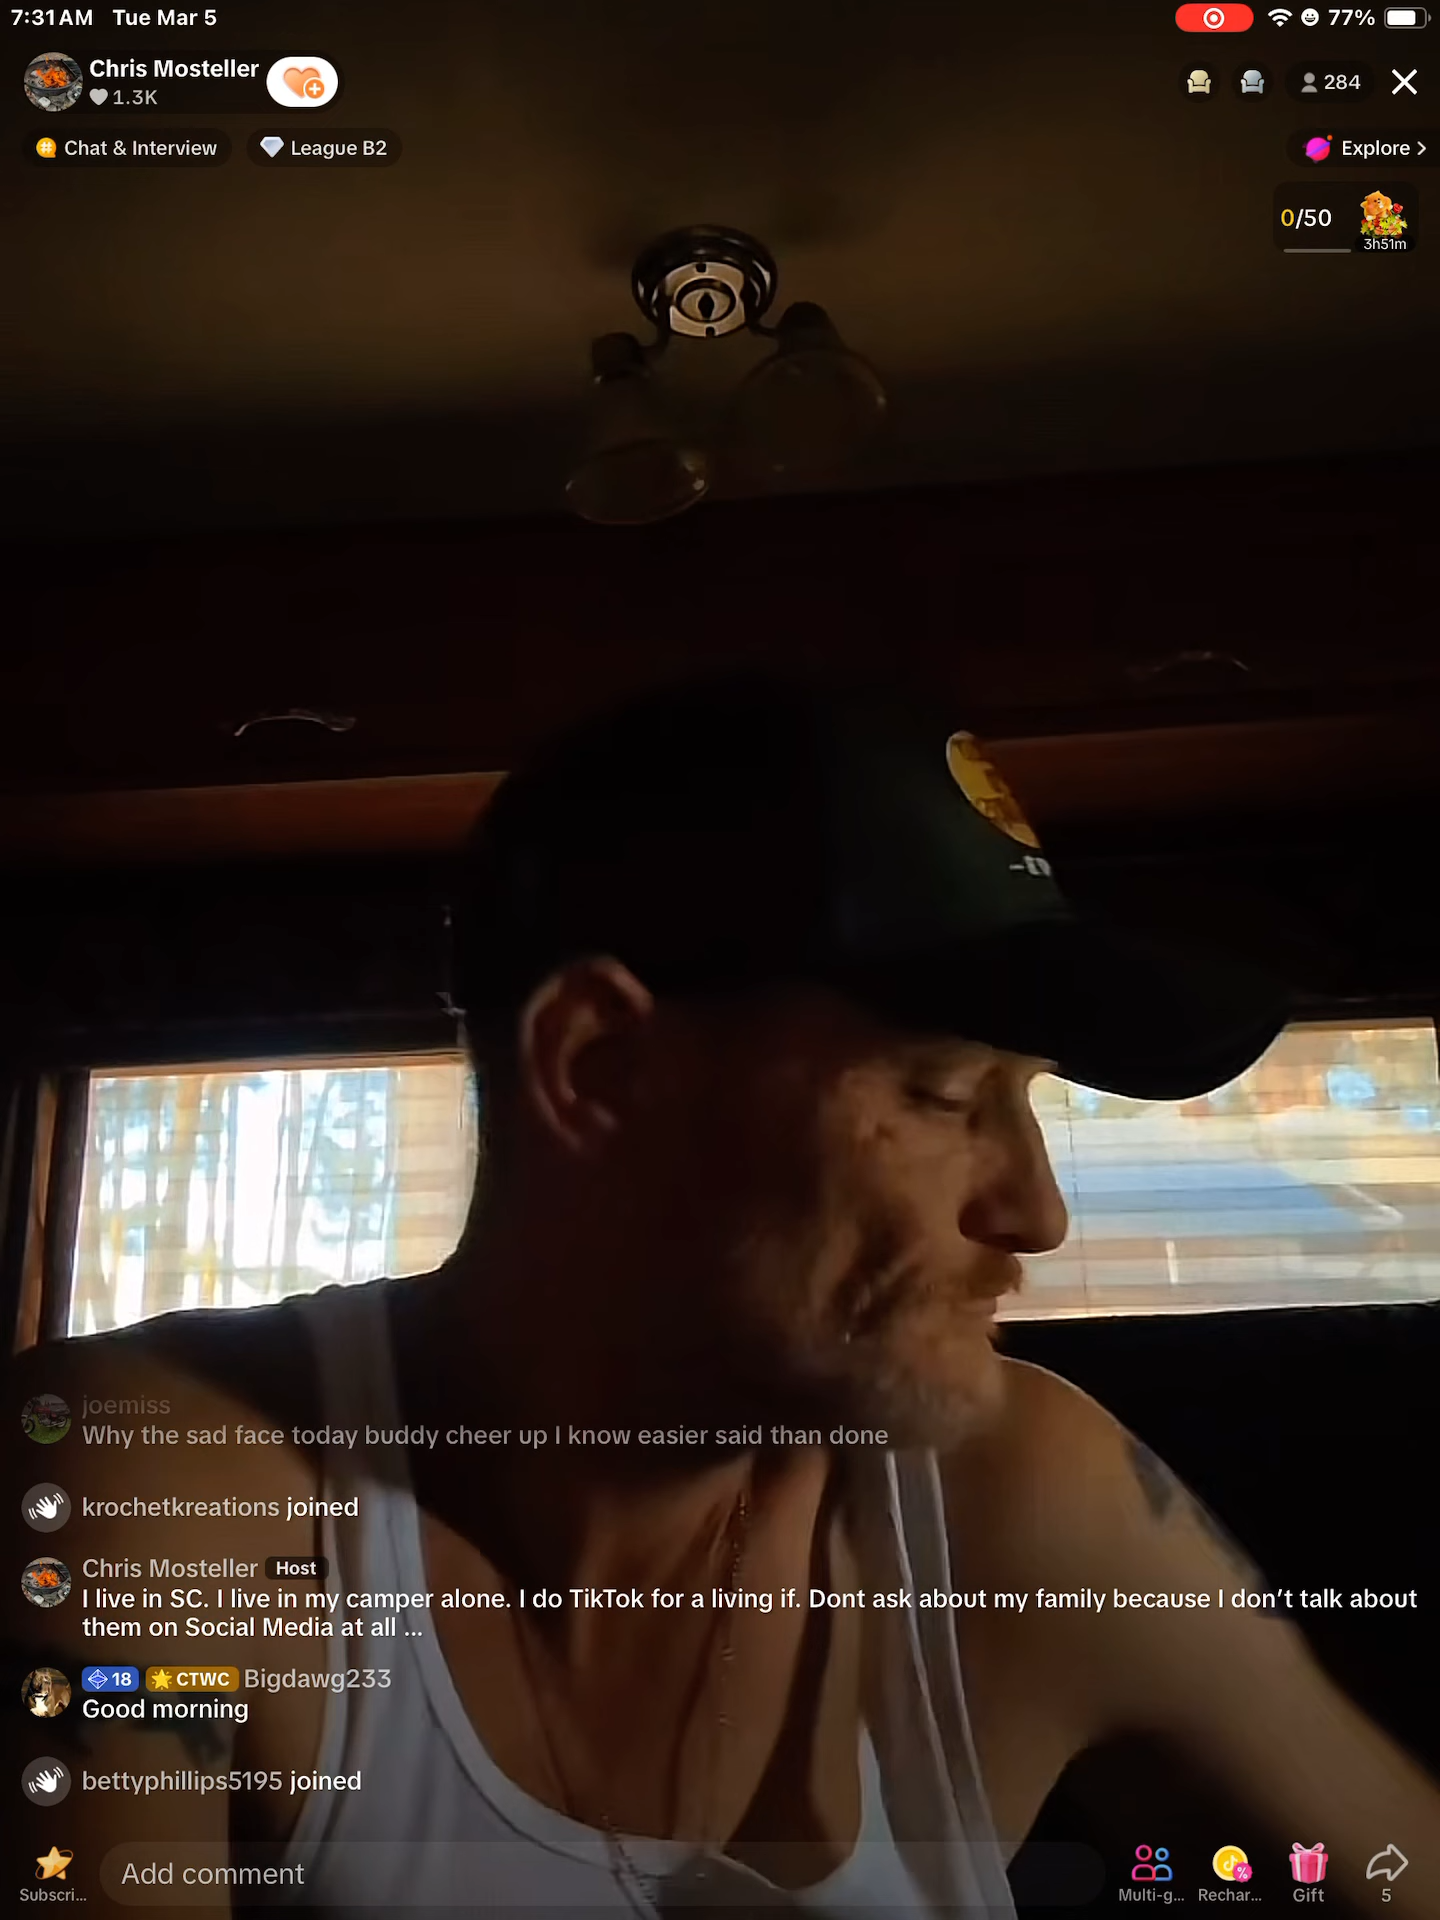 7:31AM Tue Mar 5
77%
Chris Mosteller
1.3K
284
Chat & Interview
League B2
Explore >
0/50
3h51m
joemiss
Why the sad face today buddy cheer up I know easier said than done
krochetkreations joined
Chris Mosteller Host
I live in SC. I live in my camper alone. I do TikTok for a living if. Dont ask about my family because I don’t talk about
them on Social Media at all ...
18 CTWC Bigdawg233
Good morning
bettyphillips5195 joined
Add comment
Subscri...
Multi-g...
Rechar...
Gift
5